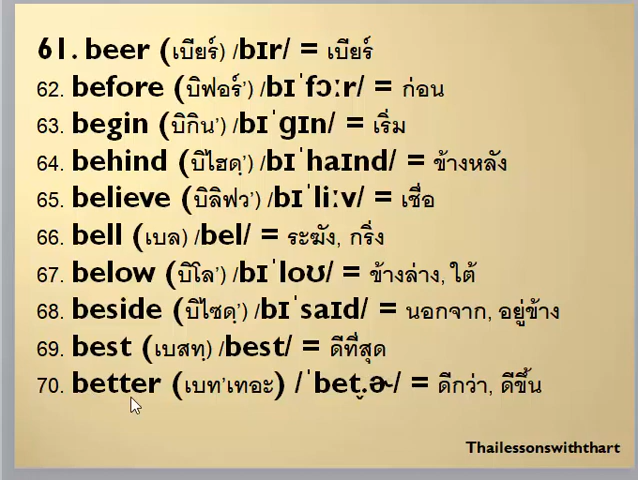 61. beer (เบียร์) /bɪr/ = เบียร์
62. before (บิฟอร์') /bɪˈfɔːr/ = ก่อน
63. begin (บิกิน') /bɪˈɡɪn/ = เริ่ม
64. behind (บิไฮดฺ') /bɪˈhaɪnd/ = ข้างหลัง
65. believe (บิลิฟว') /bɪˈliːv/ = เชื่อ
66. bell (เบล) /bel/ = ระฆัง, กริ่ง
67. below (บิโล') /bɪˈloʊ/ = ข้างล่าง, ใต้
68. beside (บิไซดฺ') /bɪˈsaɪd/ = นอกจาก, อยู่ข้าง
69. best (เบสทฺ) /best/ = ดีที่สุด
70. better (เบท'เทอะ) /ˈbet̬.ɚ/ = ดีกว่า, ดีขึ้น
Thailessonswiththart